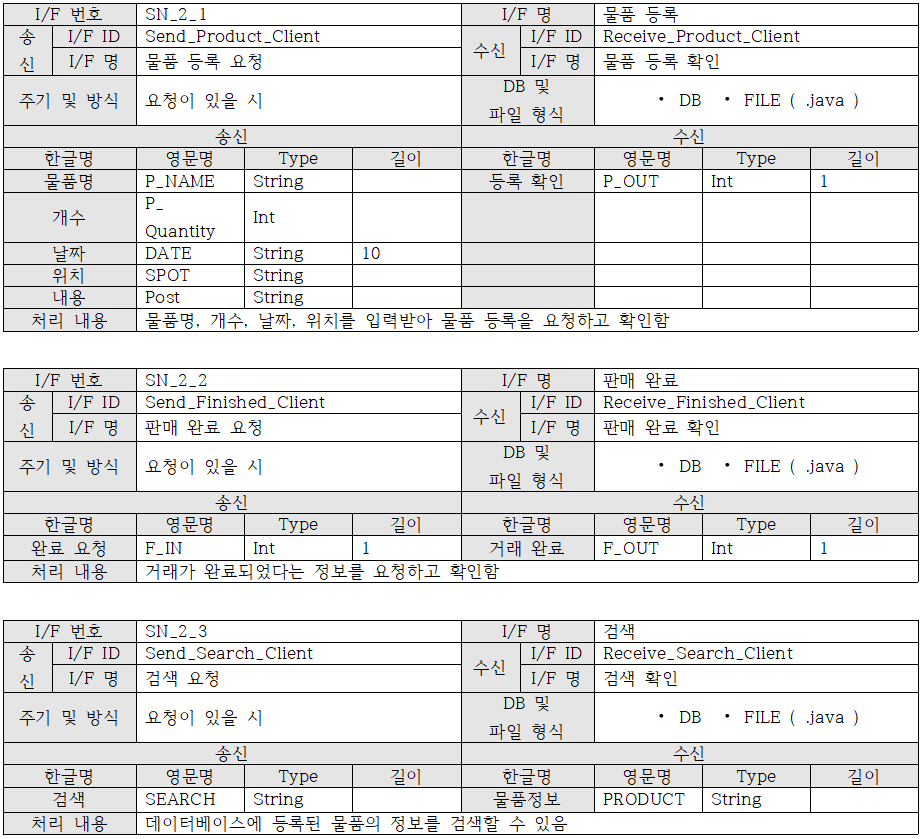 I/F 번호 SN_2_1 I/F 명 물품 등록
송신 I/F ID Send_Product_Client 수신 I/F ID Receive_Product_Client
I/F 명 물품 등록 요청 I/F 명 물품 등록 확인
주기 및 방식 요청이 있을 시 DB 및 파일 형식 • DB • FILE ( .java )
송신 수신
한글명 영문명 Type 길이 한글명 영문명 Type 길이
물품명 P_NAME String 등록 확인 P_OUT Int 1
개수 P_ Quantity Int
날짜 DATE String 10
위치 SPOT String
내용 Post String
처리 내용 물품명, 개수, 날짜, 위치를 입력받아 물품 등록을 요청하고 확인함
I/F 번호 SN_2_2 I/F 명 판매 완료
송신 I/F ID Send_Finished_Client 수신 I/F ID Receive_Finished_Client
I/F 명 판매 완료 요청 I/F 명 판매 완료 확인
주기 및 방식 요청이 있을 시 DB 및 파일 형식 • DB • FILE ( .java )
송신 수신
한글명 영문명 Type 길이 한글명 영문명 Type 길이
완료 요청 F_IN Int 1 거래 완료 F_OUT Int 1
처리 내용 거래가 완료되었다는 정보를 요청하고 확인함
I/F 번호 SN_2_3 I/F 명 검색
송신 I/F ID Send_Search_Client 수신 I/F ID Receive_Search_Client
I/F 명 검색 요청 I/F 명 검색 확인
주기 및 방식 요청이 있을 시 DB 및 파일 형식 • DB • FILE ( .java )
송신 수신
한글명 영문명 Type 길이 한글명 영문명 Type 길이
검색 SEARCH String 물품정보 PRODUCT String
처리 내용 데이터베이스에 등록된 물품의 정보를 검색할 수 있음